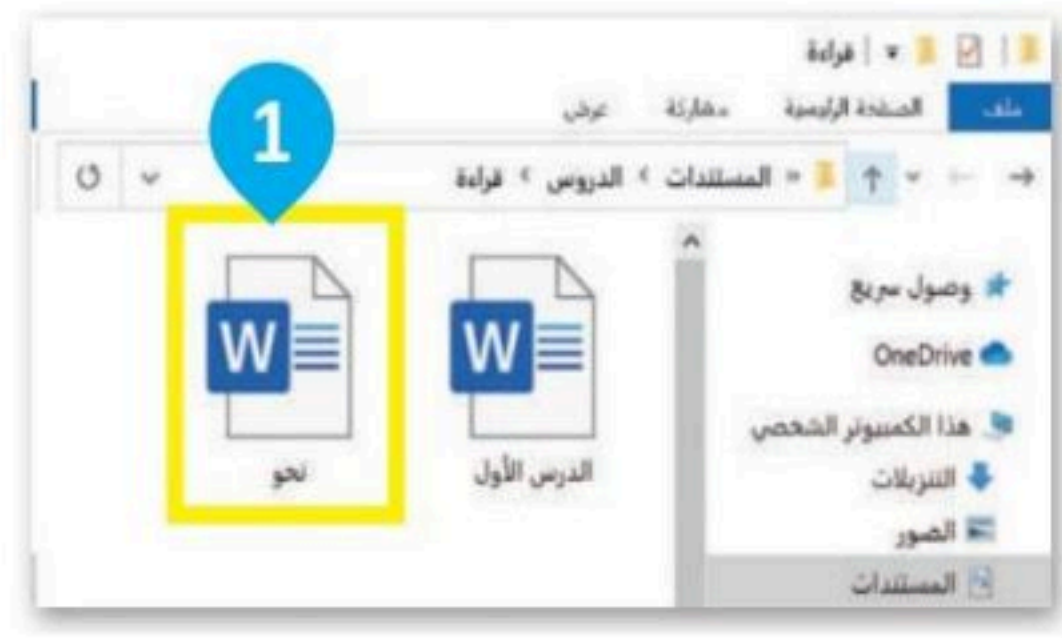 قراءة
ملف الصفحة الرئيسية مشاركة عرض
« المستندات › الدروس › قراءة
1
وصول سريع
OneDrive
هذا الكمبيوتر الشخصي
التنزيلات
الصور
المستندات
W
الدرس الأول
W
نحو